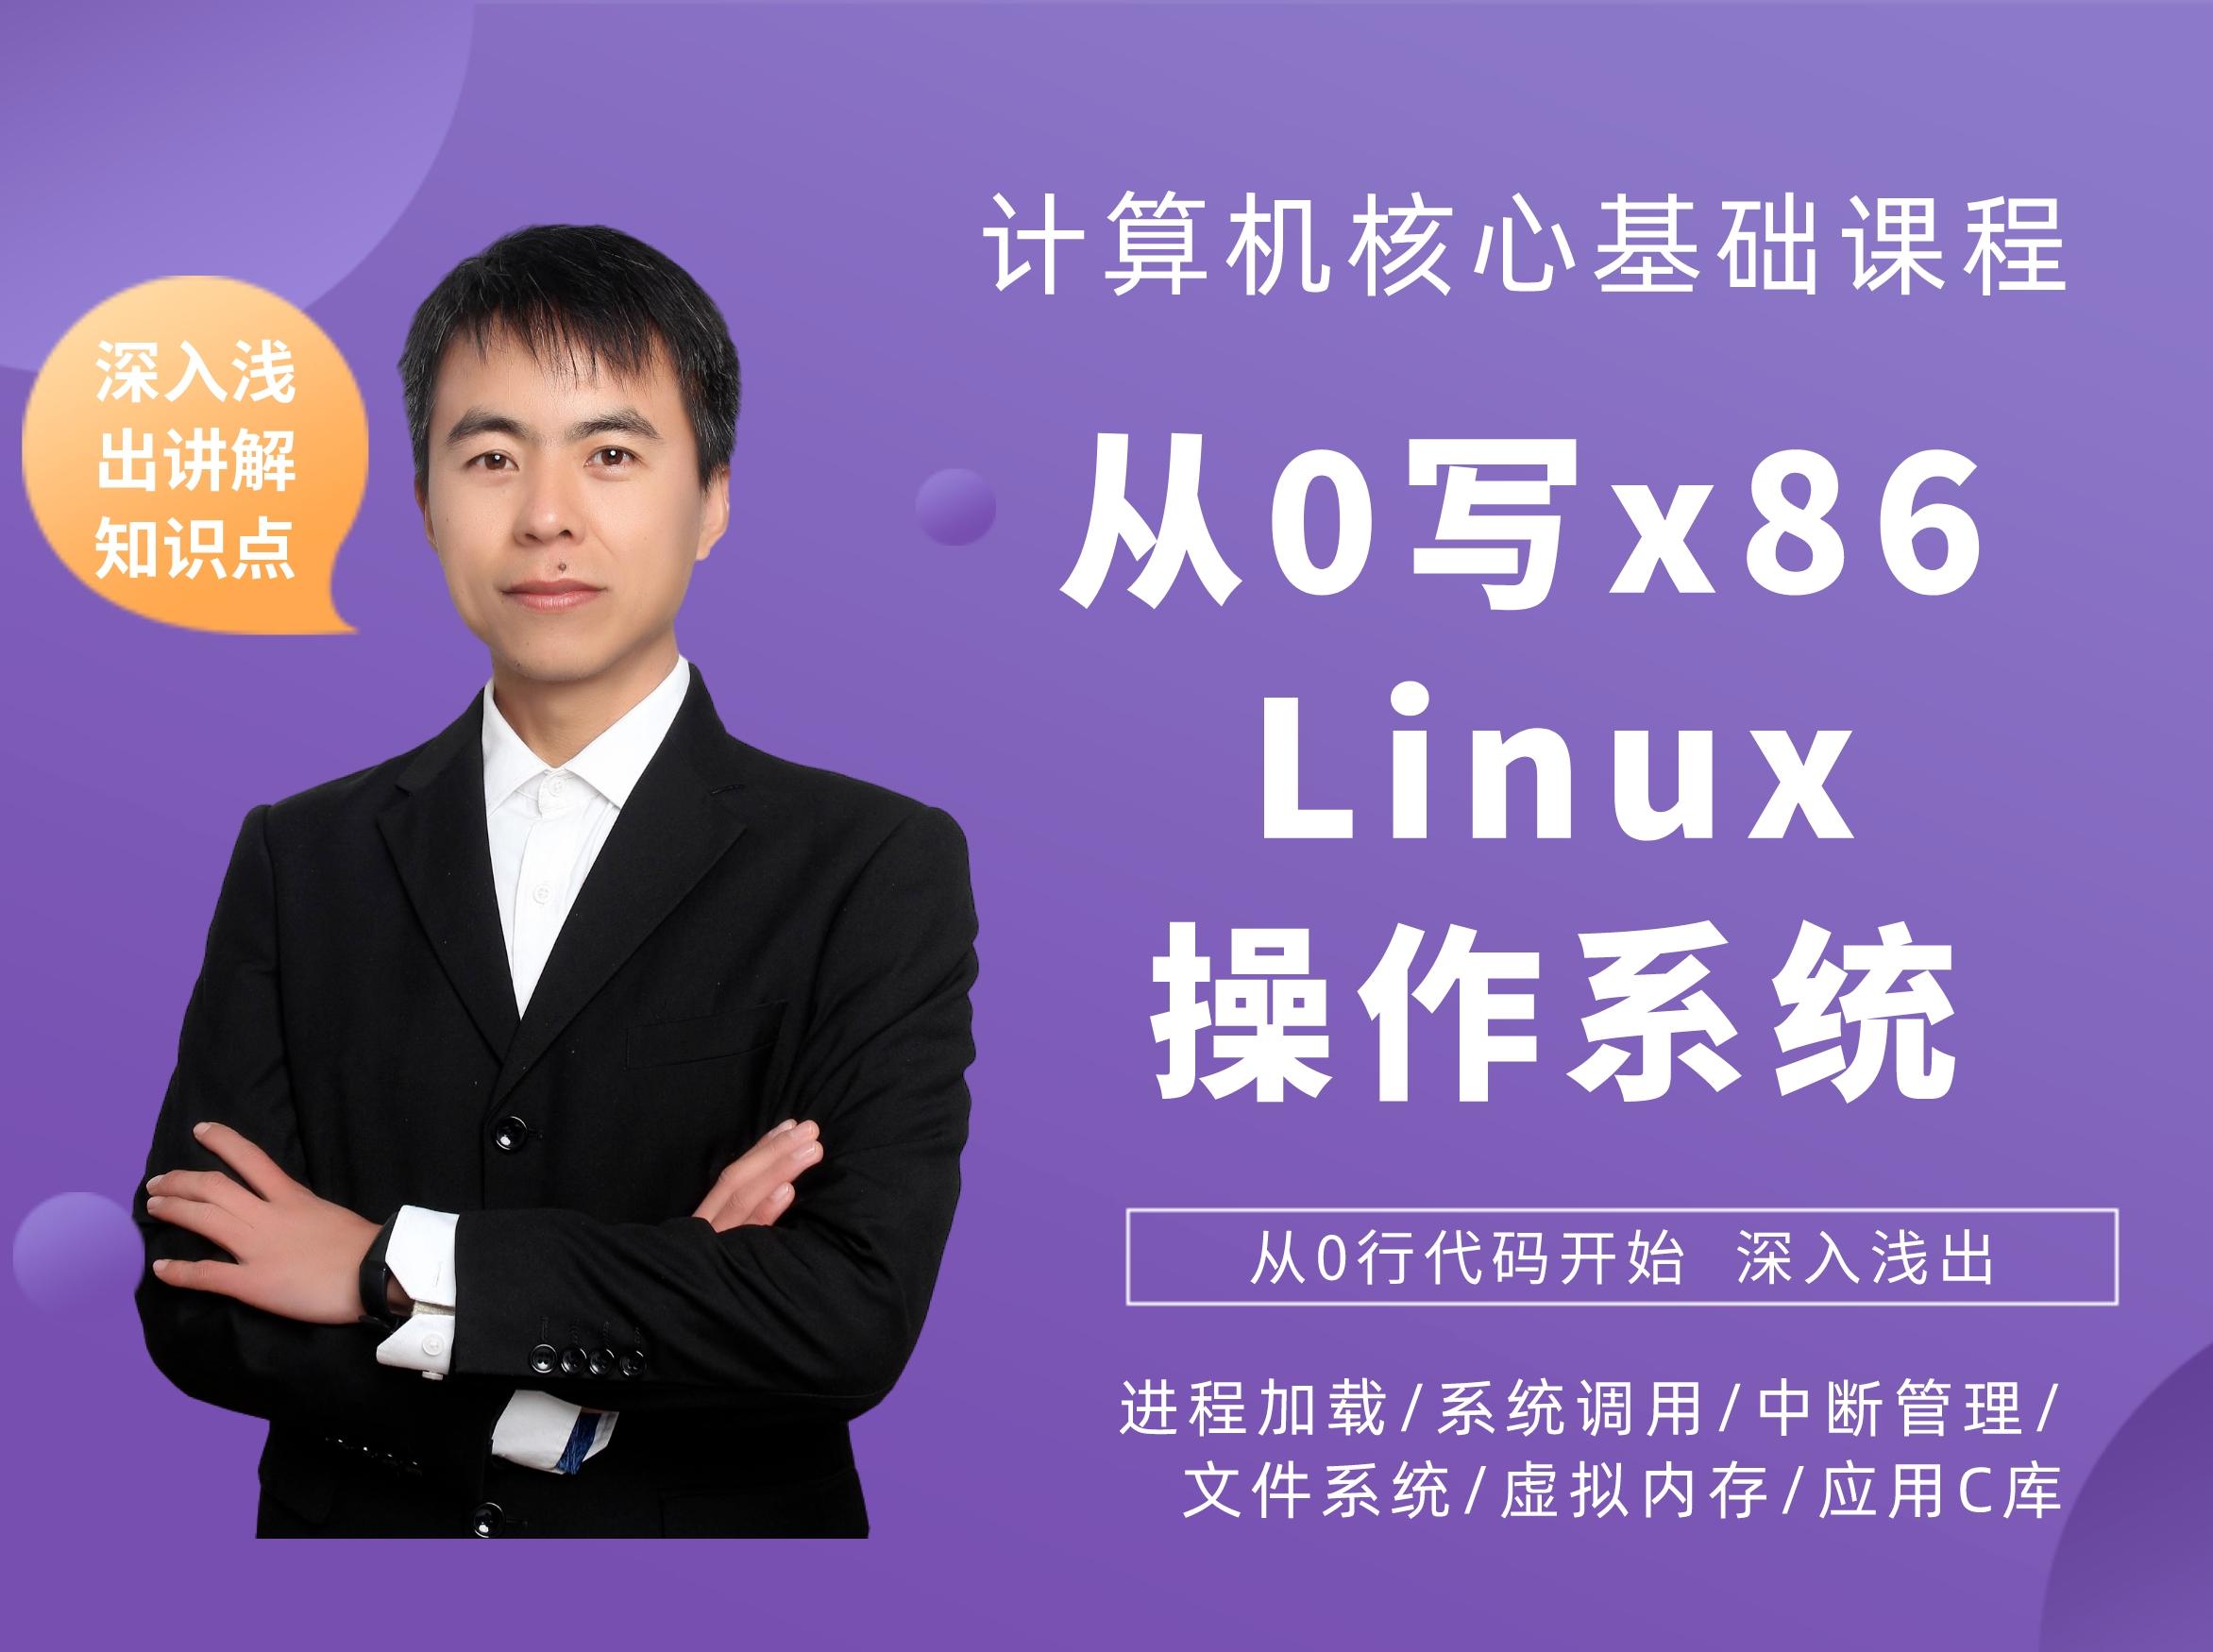 计算机核心基础课程
深入浅
出讲解
知识点
从0写x86
Linux
操作系统
从0行代码开始 深入浅出
进程加载/系统调用/中断管理/
文件系统/虚拟内存/应用C库